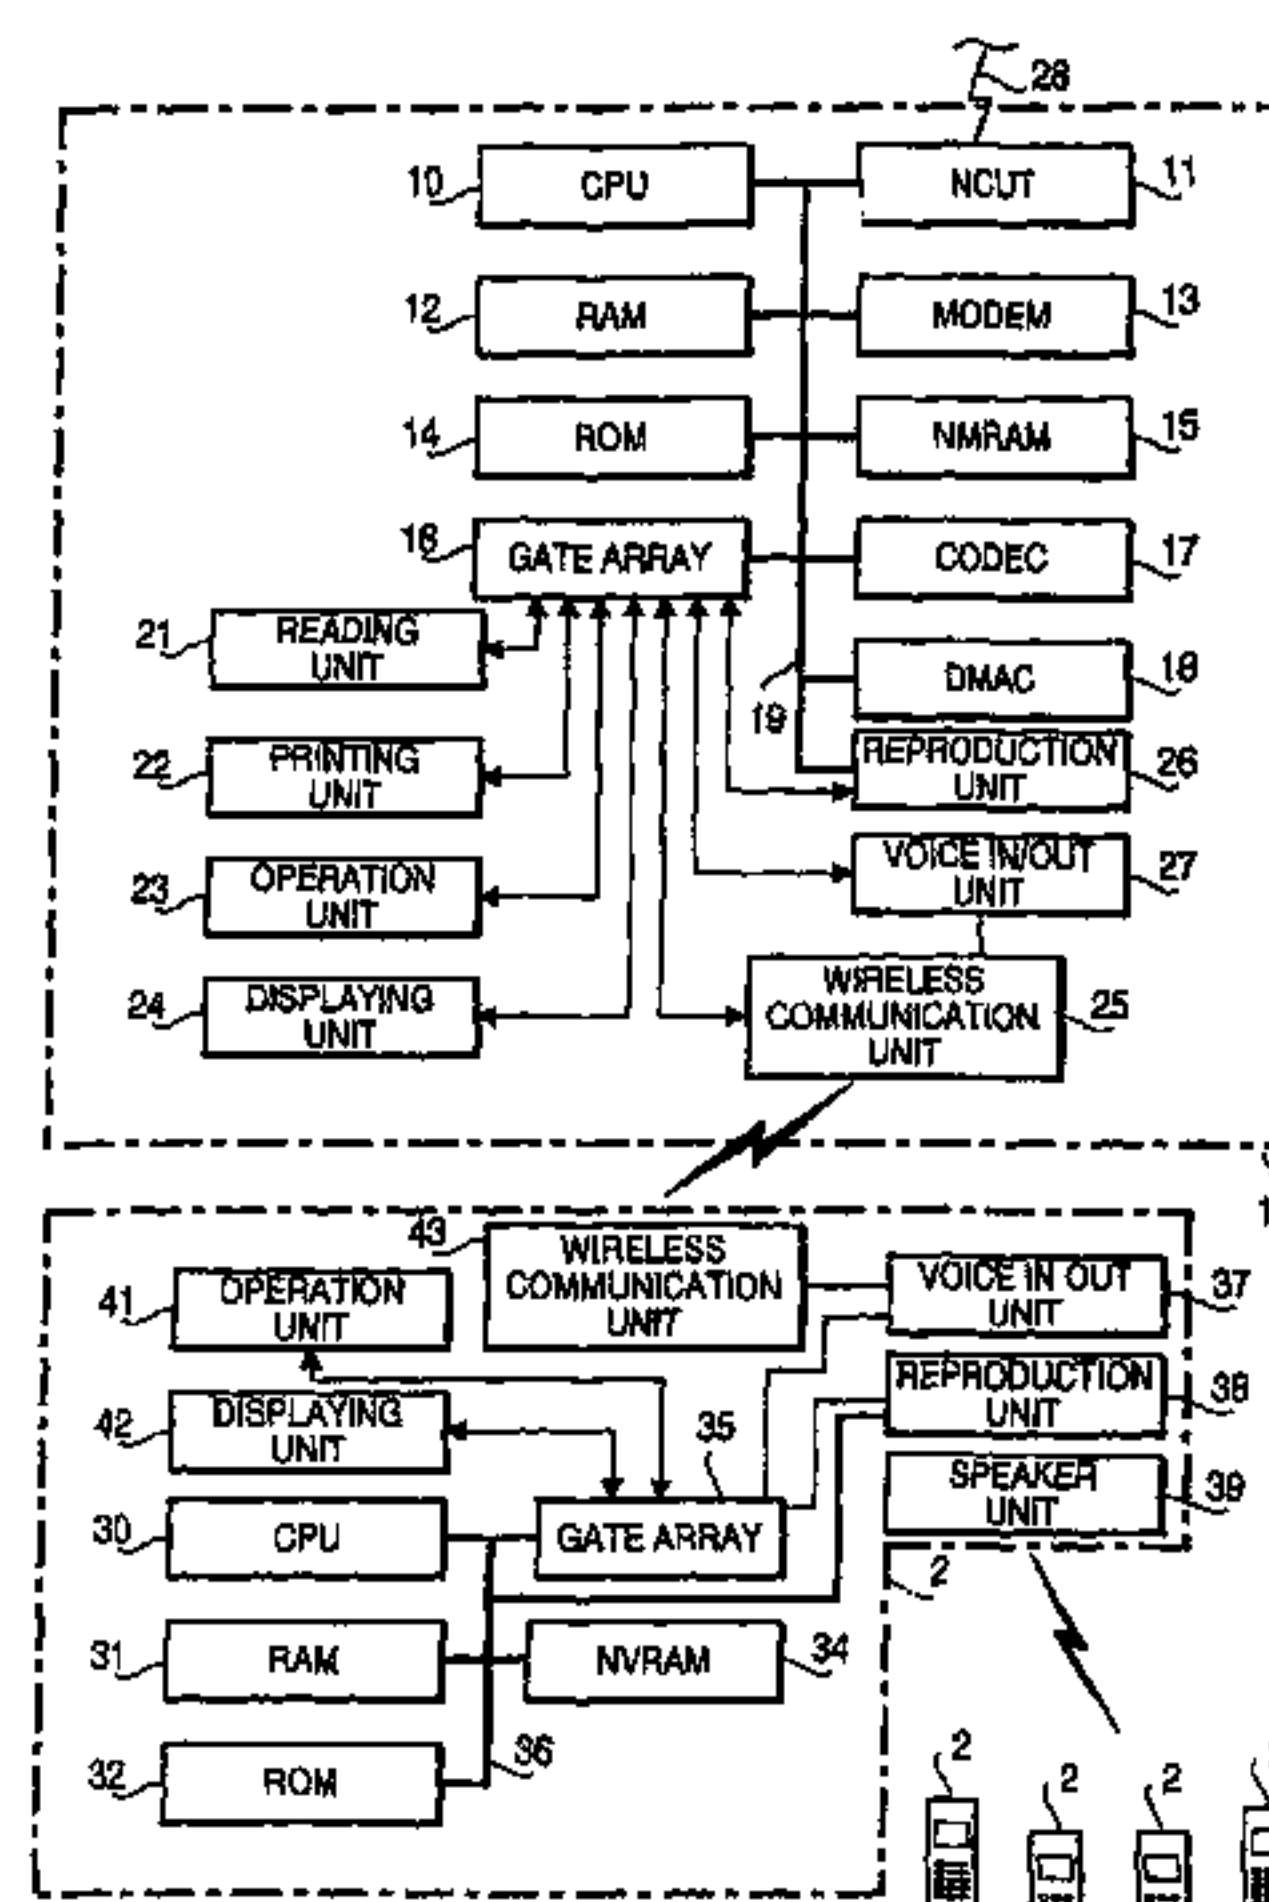 28
10 CPU NCUT 11
12 RAM MODEM 13
14 ROM NMRAM 15
16 GATE ARRAY CODEC 17
21 READING
UNIT
DMAC 18
19
22 PRINTING
UNIT
REPRODUCTION
UNIT 26
23 OPERATION
UNIT
VOICE IN/OUT
UNIT 27
24 DISPLAYING
UNIT
WIRELESS
COMMUNICATION
UNIT 25
1
43 WIRELESS
COMMUNICATION
UNIT
41 OPERATION
UNIT
VOICE IN OUT
UNIT 37
42 DISPLAYING
UNIT
REPRODUCTION
UNIT 38
35
SPEAKER
UNIT 39
30 CPU GATE ARRAY
2
31 RAM NVRAM 34
36
32 ROM
2 2 2